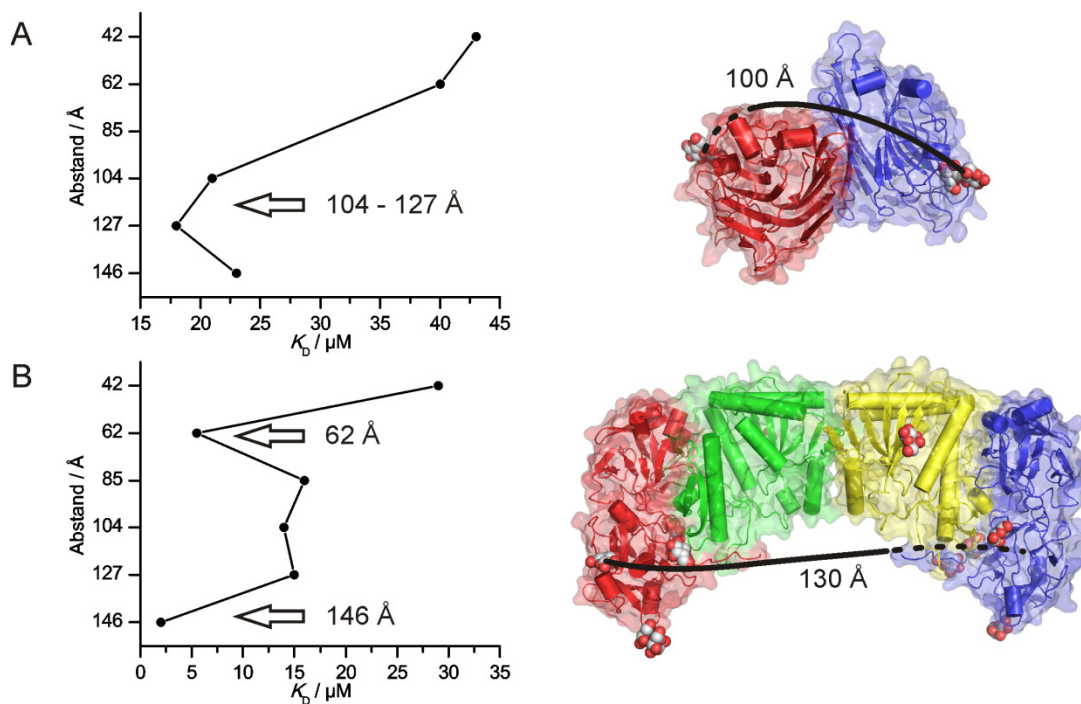 A
Abstand / Å
42
62
85
104
127
146
104 - 127 Å
15 20 25 30 35 40 45
K_D / µM
100 Å
B
Abstand / Å
42
62
85
104
127
146
62 Å
146 Å
0 5 10 15 20 25 30 35
K_D / µM
130 Å